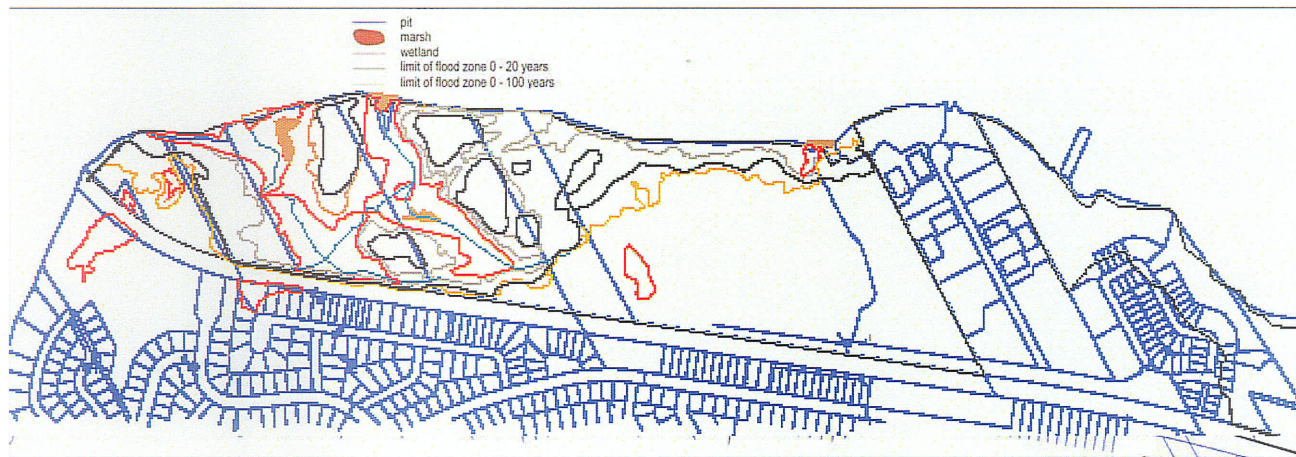 pit
marsh
wetland
limit of flood zone 0 - 20 years
limit of flood zone 0 - 100 years